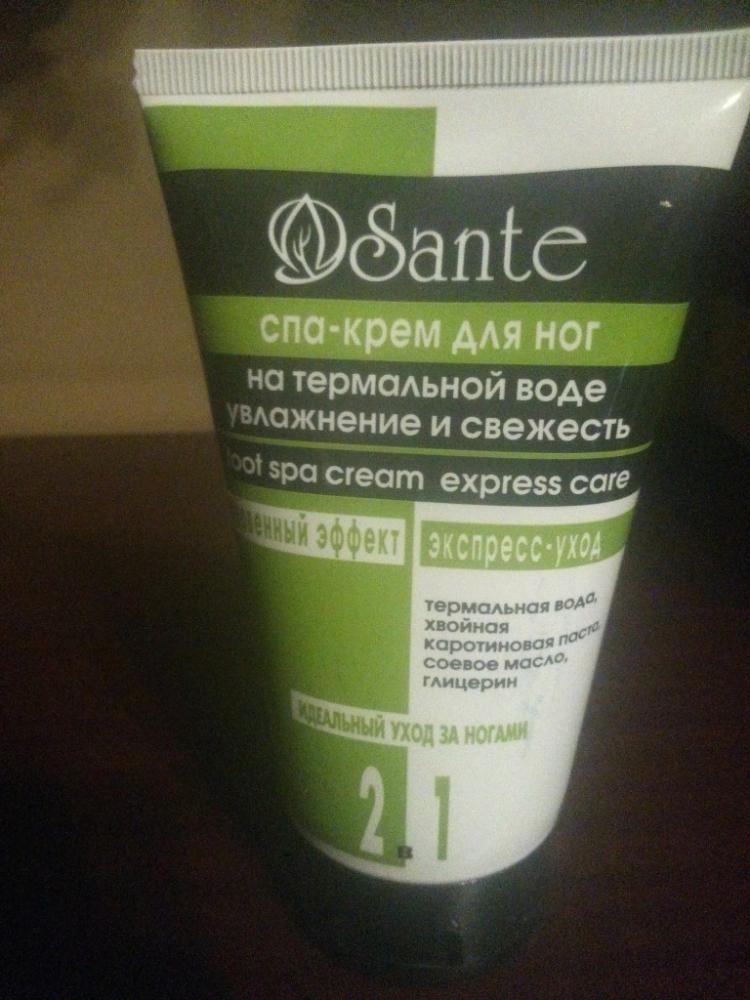 Sante
спа-крем для ног
на термальной воде
увлажнение и свежесть
foot spa cream express care
эффект
экспресс-уход
термальная вода,
хвойная
каротиновая паста,
соевое масло,
глицерин
ИДЕАЛЬНЫЙ УХОД ЗА НОГАМИ
2 в 1